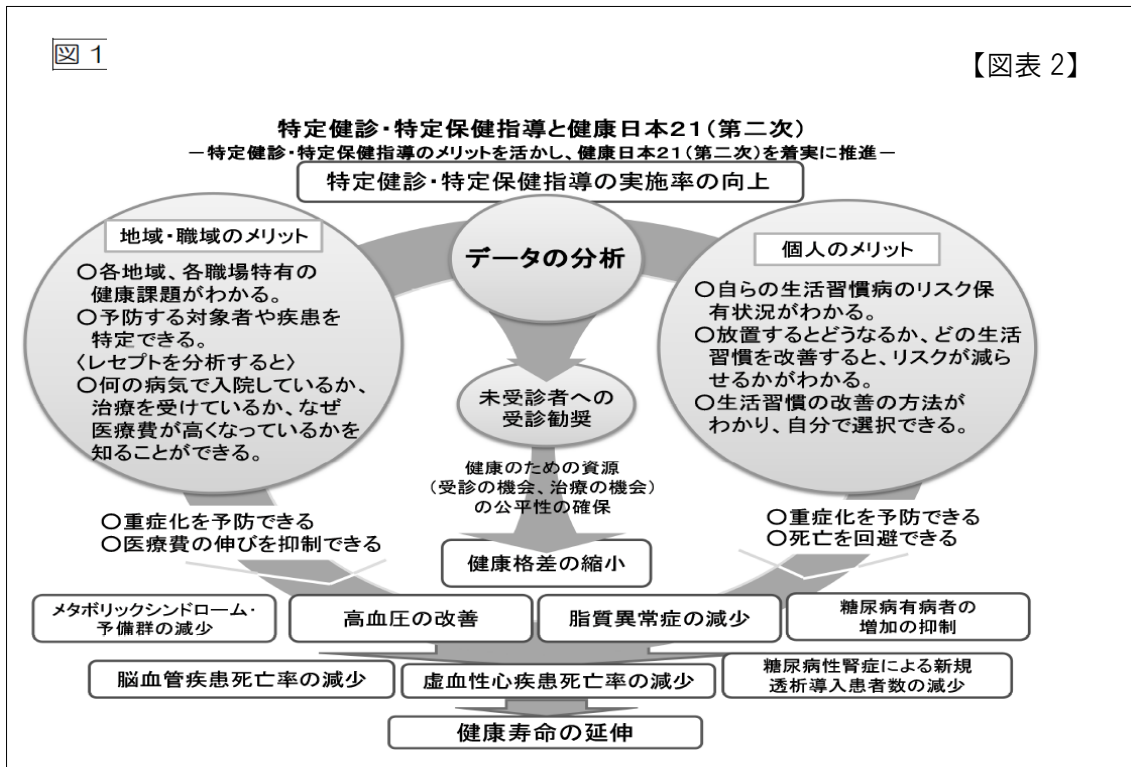 図 1
【図表 2】
特定健診・特定保健指導と健康日本21(第二次)
―特定健診・特定保健指導のメリットを活かし、健康日本21(第二次)を着実に推進―
特定健診・特定保健指導の実施率の向上
地域・職域のメリット
○各地域、各職場特有の
健康課題がわかる。
○予防する対象者や疾患を
特定できる。
〈レセプトを分析すると〉
○何の病気で入院しているか、
治療を受けているか、なぜ
医療費が高くなっているかを
知ることができる。
データの分析
未受診者への
受診勧奨
健康のための資源
(受診の機会、治療の機会)
の公平性の確保
健康格差の縮小
個人のメリット
○自らの生活習慣病のリスク保
有状況がわかる。
○放置するとどうなるか、どの生活
習慣を改善すると、リスクが減ら
せるかがわかる。
○生活習慣の改善の方法が
わかり、自分で選択できる。
○重症化を予防できる
○医療費の伸びを抑制できる
○重症化を予防できる
○死亡を回避できる
メタボリックシンドローム・
予備群の減少
高血圧の改善
脂質異常症の減少
糖尿病有病者の
増加の抑制
脳血管疾患死亡率の減少
虚血性心疾患死亡率の減少
糖尿病性腎症による新規
透析導入患者数の減少
健康寿命の延伸